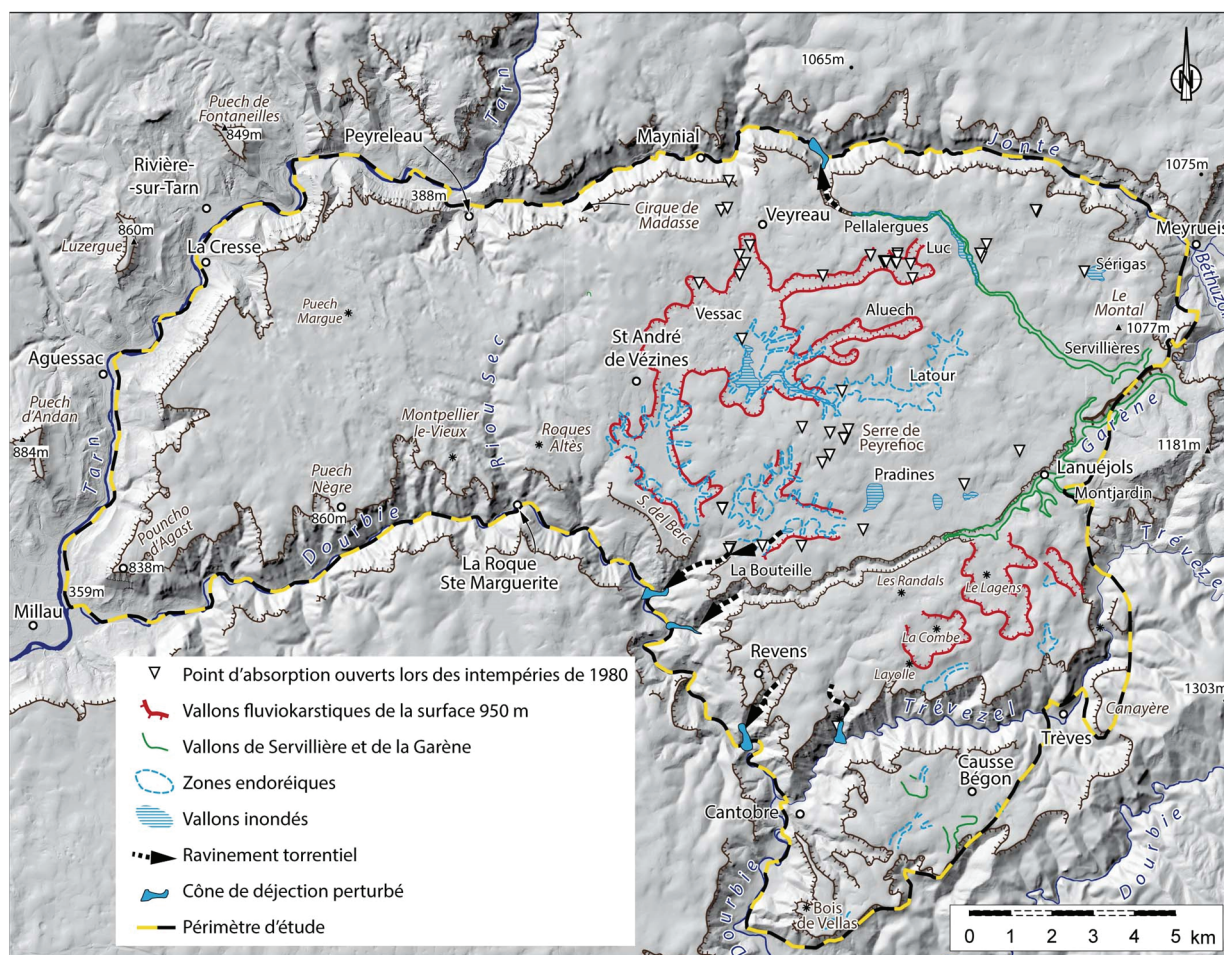 1065m
Puech de
Fontaneilles
849m
Tarn
Peyreleau
Maynial
Jonte
1075m
Rivière-
-sur-Tarn
388m
Cirque de
Madasse
Veyreau
Pellalergues
Luc
Meyrueis
Béthuzon
860m
Luzergue
La Cresse
Sérigas
Le
Montal
1077m
Puech
Margue
Vessac
Aluech
Servillières
Riou Sec
St André
de Vézines
Latour
Aguessac
Puech
d'Andan
884m
Tarn
Montpellier
le-Vieux
Roques
Altès
Serre de
Peyrefioc
Garène
1181m
Pradines
Lanuéjols
Montjardin
Puech
Nègre
860m
S. del Berc
Pouncho
d'Agast
838m
Dourbie
La Roque
Ste Marguerite
La Bouteille
Trévezel
359m
Millau
Les Randals
Le Lagens
La Combe
Layolle
Revens
Trévezel
1303m
Canayère
Trèves
Causse
Bégon
Cantobre
Dourbie
Dourbie
Bois
de Vellas
Point d'absorption ouverts lors des intempéries de 1980
Vallons fluviokarstiques de la surface 950 m
Vallons de Servillière et de la Garène
Zones endoréiques
Vallons inondés
Ravinement torrentiel
Cône de déjection perturbé
Périmètre d'étude
N
0 1 2 3 4 5 km